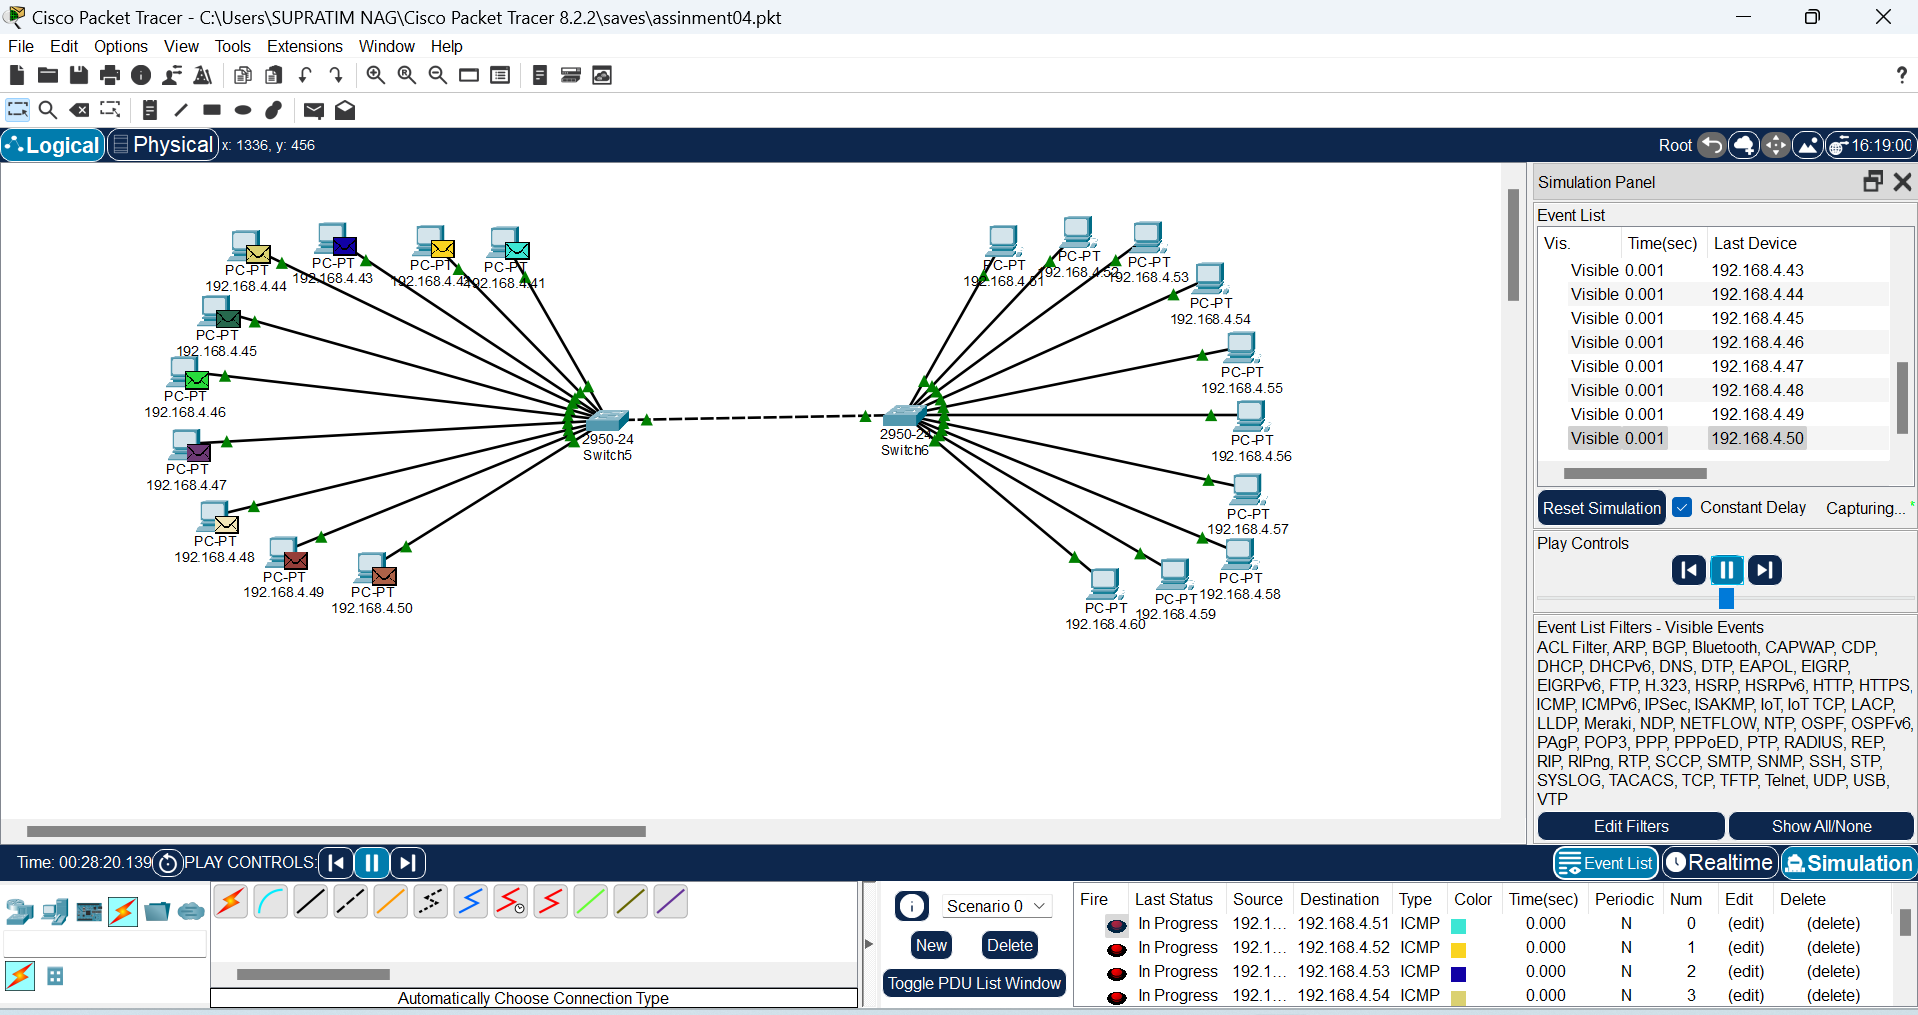 Cisco Packet Tracer - C:\Users\SUPRATIM NAG\Cisco Packet Tracer 8.2.2\saves\assinment04.pkt
File Edit Options View Tools Extensions Window Help
?
Logical Physical x: 1336, y: 456 Root 16:19:00
PC-PT
192.168.4.44
PC-PT
192.168.4.43
PC-PT
192.168.4.42
PC-PT
192.168.4.41
PC-PT
192.168.4.45
PC-PT
192.168.4.46
PC-PT
192.168.4.47
PC-PT
192.168.4.48
PC-PT
192.168.4.49
PC-PT
192.168.4.50
2950-24
Switch5
2950-24
Switch6
PC-PT
192.168.4.51
PC-PT
192.168.4.52
PC-PT
192.168.4.53
PC-PT
192.168.4.54
PC-PT
192.168.4.55
PC-PT
192.168.4.56
PC-PT
192.168.4.57
PC-PT
192.168.4.58
PC-PT
192.168.4.59
PC-PT
192.168.4.60
Simulation Panel
Event List
Vis. Time(sec) Last Device
Visible 0.001 192.168.4.43
Visible 0.001 192.168.4.44
Visible 0.001 192.168.4.45
Visible 0.001 192.168.4.46
Visible 0.001 192.168.4.47
Visible 0.001 192.168.4.48
Visible 0.001 192.168.4.49
Visible 0.001 192.168.4.50
Reset Simulation Constant Delay Capturing... *
Play Controls
Event List Filters - Visible Events
ACL Filter, ARP, BGP, Bluetooth, CAPWAP, CDP,
DHCP, DHCPv6, DNS, DTP, EAPOL, EIGRP,
EIGRPv6, FTP, H.323, HSRP, HSRPv6, HTTP, HTTPS,
ICMP, ICMPv6, IPSec, ISAKMP, IoT, IoT TCP, LACP,
LLDP, Meraki, NDP, NETFLOW, NTP, OSPF, OSPFv6,
PAgP, POP3, PPP, PPPoED, PTP, RADIUS, REP,
RIP, RIPng, RTP, SCCP, SMTP, SNMP, SSH, STP,
SYSLOG, TACACS, TCP, TFTP, Telnet, UDP, USB,
VTP
Edit Filters Show All/None
Time: 00:28:20.139 PLAY CONTROLS: Event List Realtime Simulation
Automatically Choose Connection Type
Scenario 0
New Delete
Toggle PDU List Window
Fire Last Status Source Destination Type Color Time(sec) Periodic Num Edit Delete
In Progress 192.1... 192.168.4.51 ICMP 0.000 N 0 (edit) (delete)
In Progress 192.1... 192.168.4.52 ICMP 0.000 N 1 (edit) (delete)
In Progress 192.1... 192.168.4.53 ICMP 0.000 N 2 (edit) (delete)
In Progress 192.1... 192.168.4.54 ICMP 0.000 N 3 (edit) (delete)